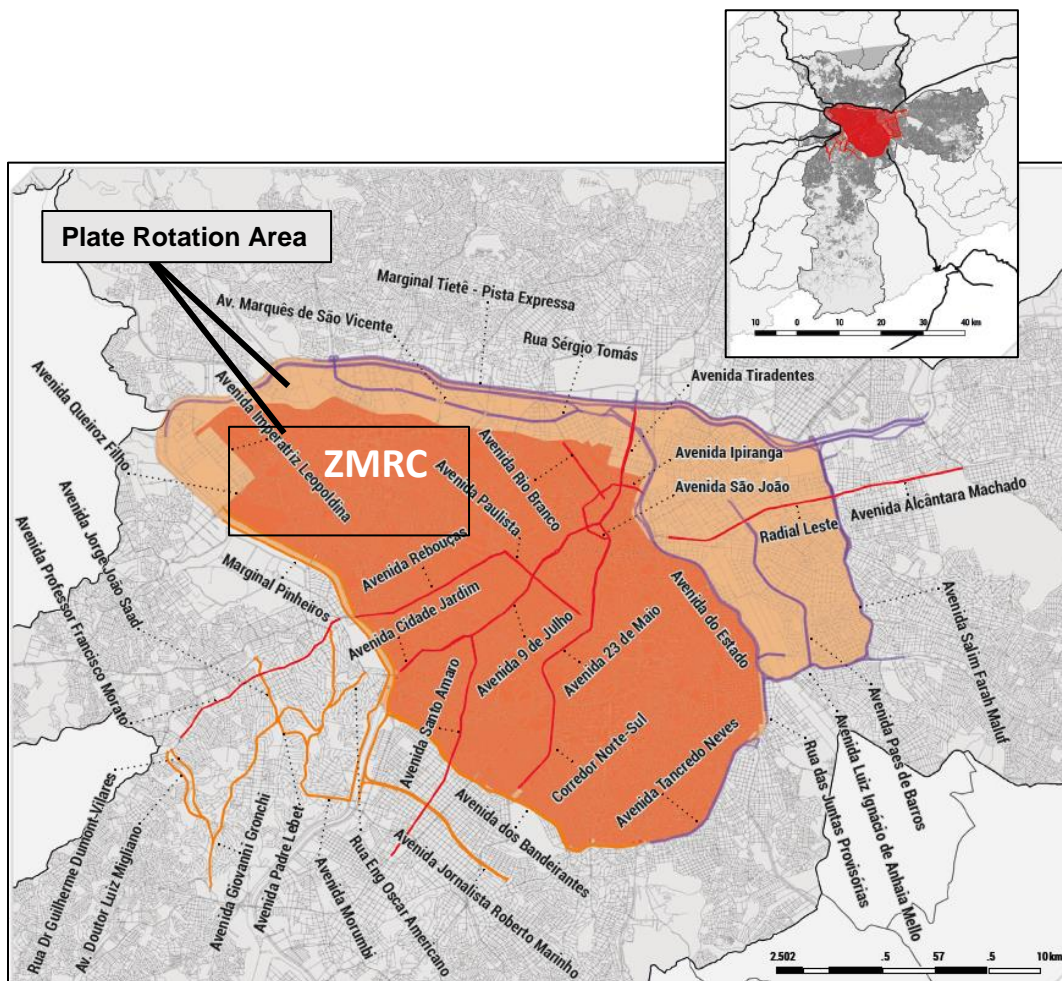 10 0 10 20 30 40 km
Plate Rotation Area
Marginal Tietê - Pista Expressa
Av. Marquês de São Vicente
Rua Sérgio Tomás
Avenida Tiradentes
Avenida Queiroz Filho
Avenida Imperatriz Leopoldina
ZMRC
Avenida Rio Branco
Avenida Paulista
Avenida Ipiranga
Avenida São João
Avenida Alcântara Machado
Radial Leste
Avenida Jorge João Saad
Avenida Professor Francisco Morato
Marginal Pinheiros
Avenida Rebouças
Avenida Cidade Jardim
Avenida 9 de Julho
Avenida 23 de Maio
Avenida do Estado
Avenida Salim Farah Maluf
Avenida Santo Amaro
Corredor Norte-Sul
Avenida Tancredo Neves
Avenida Paes de Barros
Avenida Luiz Ignácio de Anhaia Mello
Rua das Juntas Provisórias
Avenida dos Bandeirantes
Avenida Jornalista Roberto Marinho
Rua Eng Oscar Americano
Avenida Morumbi
Avenida Padre Lebet
Avenida Giovanni Gronchi
Av. Doutor Luiz Migliano
Rua Dr Guilherme Dumont Vilares
2.502 .5 57 .5 10 km